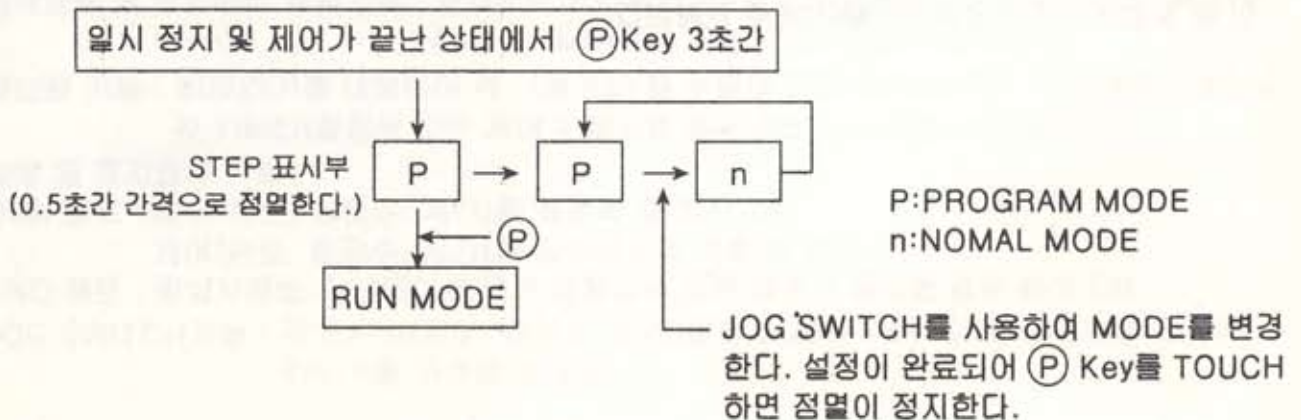 일시 정지 및 제어가 끝난 상태에서 Ⓟ Key 3초간
STEP 표시부
(0.5초간 간격으로 점멸한다.)
P
P
n
Ⓟ
RUN MODE
P:PROGRAM MODE
n:NOMAL MODE
JOG SWITCH를 사용하여 MODE를 변경
한다. 설정이 완료되어 Ⓟ Key를 TOUCH
하면 점멸이 정지한다.